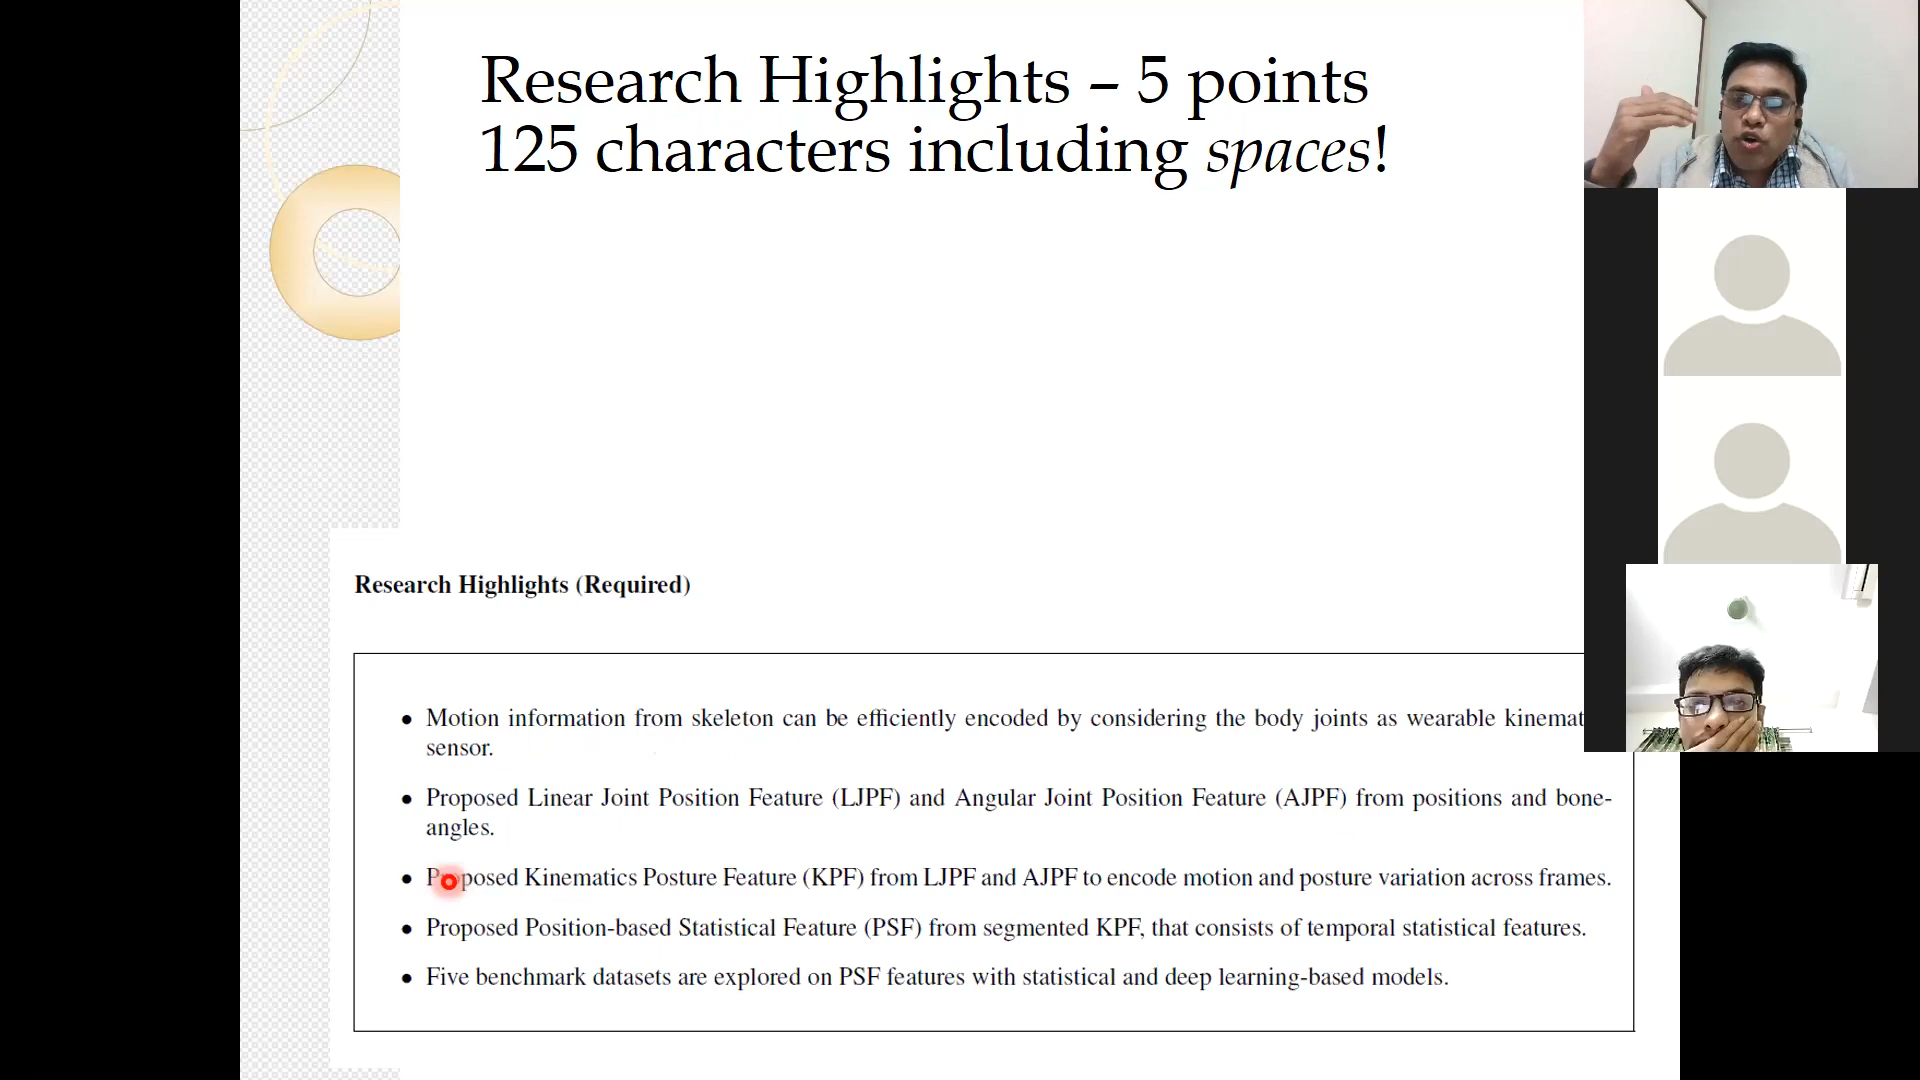 Research Highlights – 5 points
125 characters including spaces!
Research Highlights (Required)
• Motion information from skeleton can be efficiently encoded by considering the body joints as wearable
sensor.
• Proposed Linear Joint Position Feature (LJPF) and Angular Joint Position Feature (AJPF) from positions and bone-
angles.
• Proposed Kinematics Posture Feature (KPF) from LJPF and AJPF to encode motion and posture variation across frames.
• Proposed Position-based Statistical Feature (PSF) from segmented KPF, that consists of temporal statistical features.
• Five benchmark datasets are explored on PSF features with statistical and deep learning-based models.